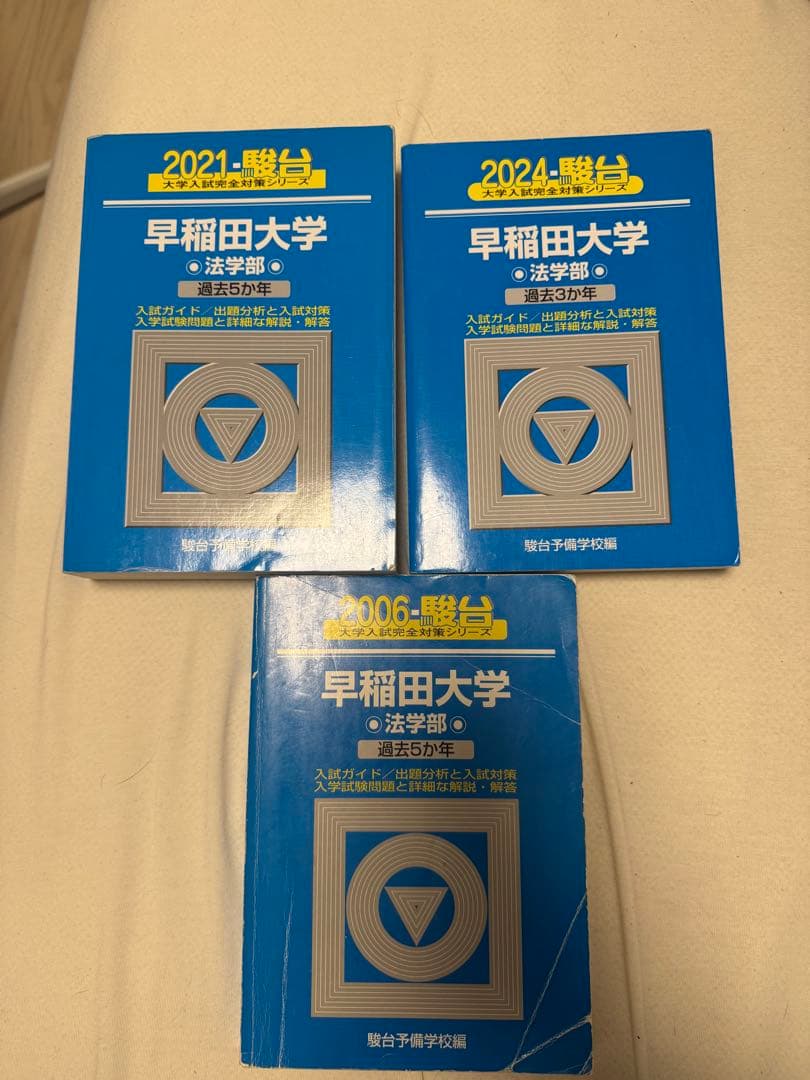 2021-駿台
大学入試完全対策シリーズ
早稲田大学
◉法学部◉
過去5か年
入試ガイド/出題分析と入試対策
入学試験問題と詳細な解説・解答
駿台予備学校編
2024-駿台
大学入試完全対策シリーズ
早稲田大学
◉法学部◉
過去3か年
入試ガイド/出題分析と入試対策
入学試験問題と詳細な解説・解答
駿台予備学校編
2006-駿台
大学入試完全対策シリーズ
早稲田大学
◉法学部◉
過去5か年
入試ガイド/出題分析と入試対策
入学試験問題と詳細な解説・解答
駿台予備学校編